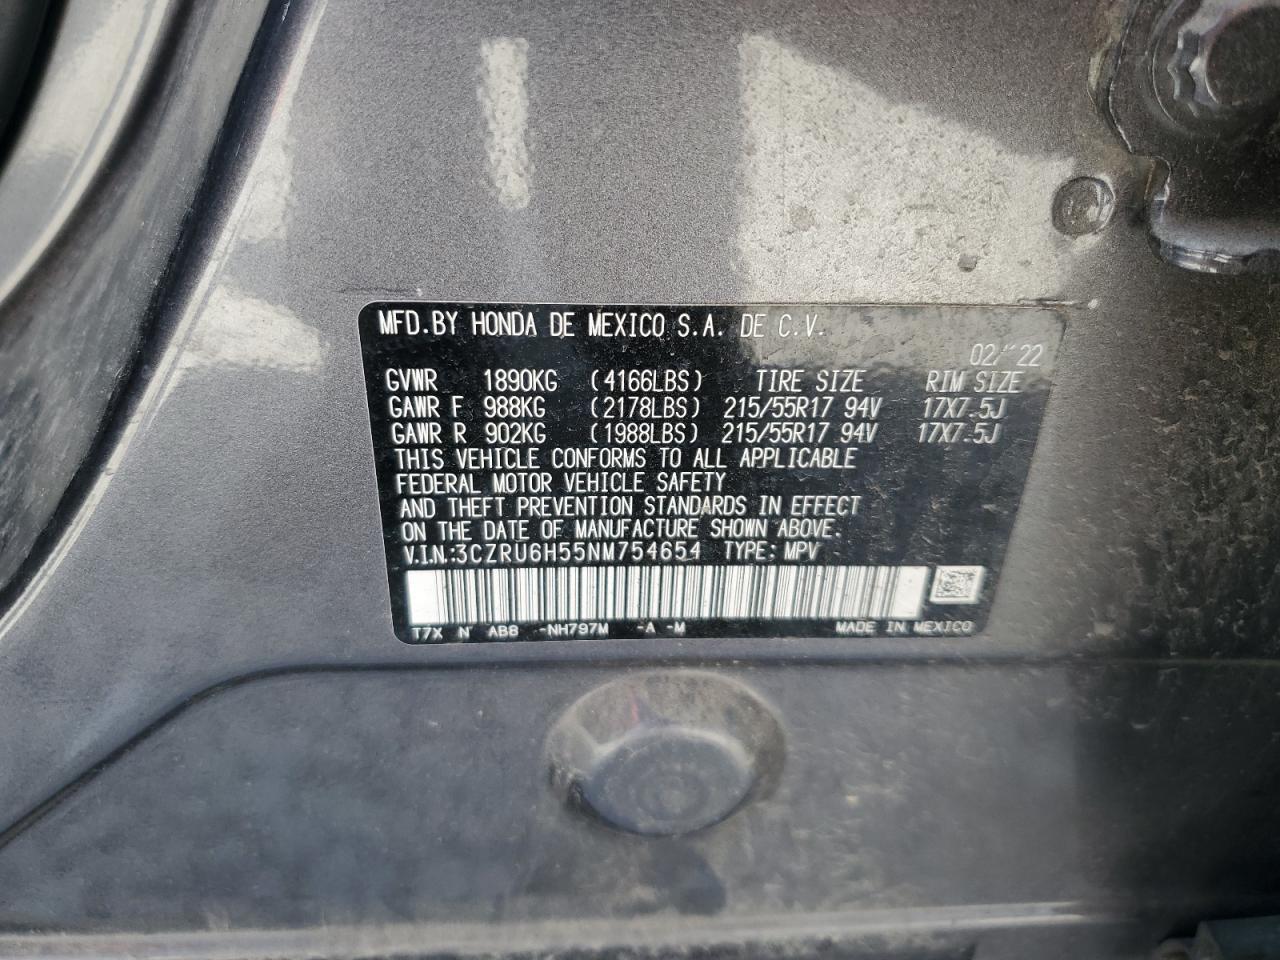 MFD.BY HONDA DE MEXICO S.A. DE C.V.
02/22
GVWR 1890KG (4166LBS) TIRE SIZE RIM SIZE
GAWR F 988KG (2178LBS) 215/55R17 94V 17X7.5J
GAWR R 902KG (1988LBS) 215/55R17 94V 17X7.5J
THIS VEHICLE CONFORMS TO ALL APPLICABLE
FEDERAL MOTOR VEHICLE SAFETY
AND THEFT PREVENTION STANDARDS IN EFFECT
ON THE DATE OF MANUFACTURE SHOWN ABOVE.
V.I.N.:3CZRU6H55NM754654 TYPE: MPV
T7X N AB8 -NH797M -A -M MADE IN MEXICO